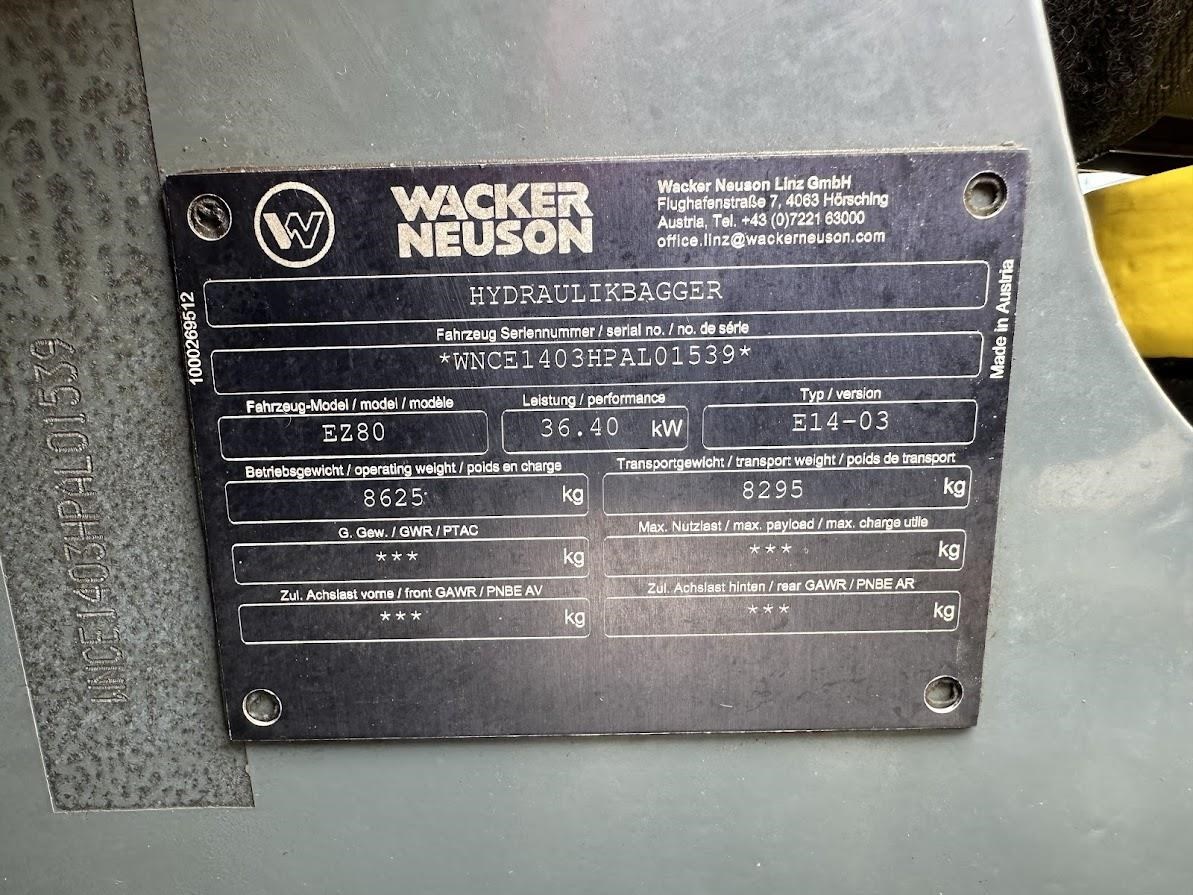 WNCE1403HPAL01539
1000269512
W
WACKER
NEUSON
Wacker Neuson Linz GmbH
Flughafenstraße 7, 4063 Hörsching
Austria, Tel. +43 (0)7221 63000
office.linz@wackerneuson.com
HYDRAULIKBAGGER
Fahrzeug Seriennummer / serial no. / no. de série
*WNCE1403HPAL01539*
Made in Austria
Fahrzeug-Model / model / modèle
EZ80
Leistung / performance
36.40 kW
Typ / version
E14-03
Betriebsgewicht / operating weight / poids en charge
8625 kg
Transportgewicht / transport weight / poids de transport
8295 kg
G. Gew. / GWR / PTAC
*** kg
Max. Nutzlast / max. payload / max. charge utile
*** kg
Zul. Achslast vorne / front GAWR / PNBE AV
*** kg
Zul. Achslast hinten / rear GAWR / PNBE AR
*** kg